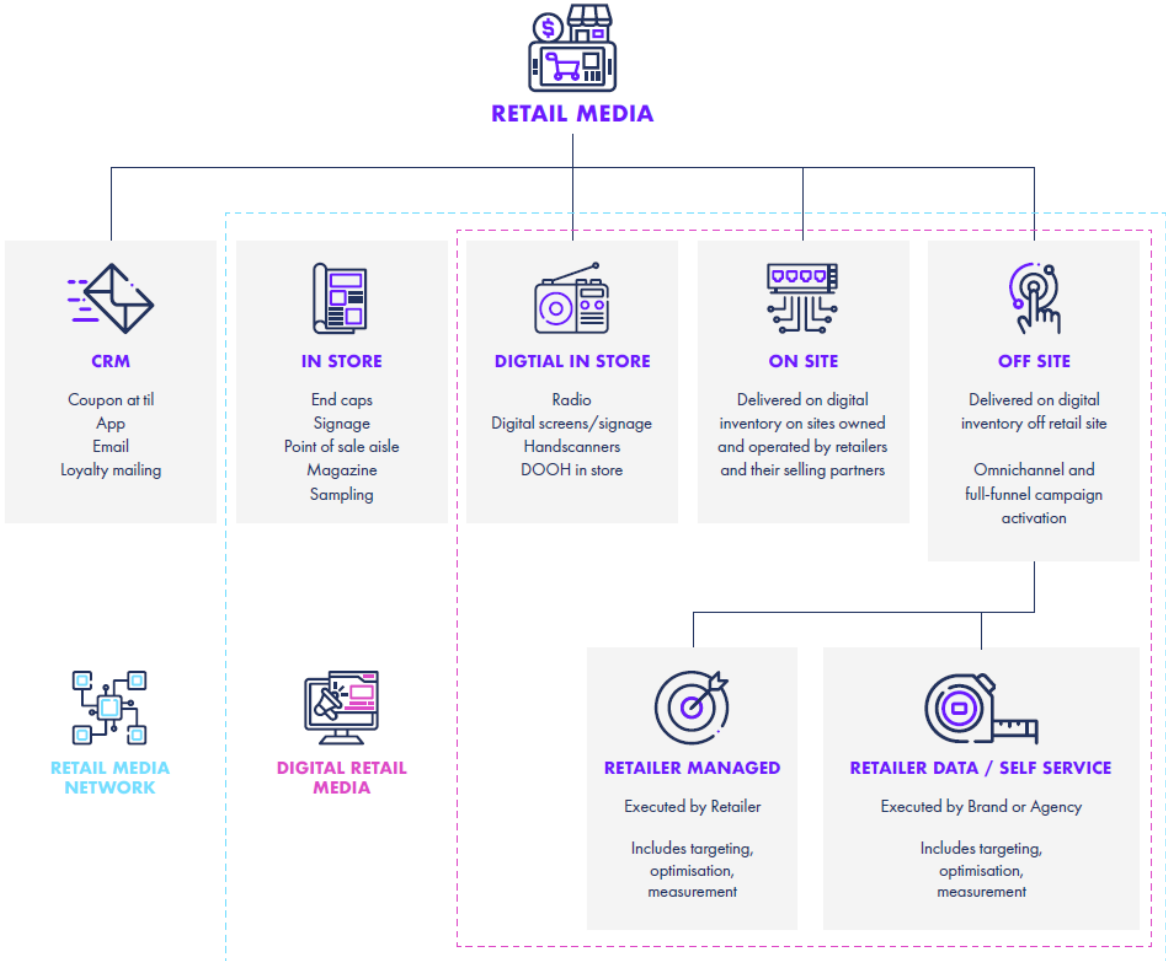 $
RETAIL MEDIA
CRM
Coupon at til
App
Email
Loyalty mailing
IN STORE
End caps
Signage
Point of sale aisle
Magazine
Sampling
DIGTIAL IN STORE
Radio
Digital screens/signage
Handscanners
DOOH in store
ON SITE
Delivered on digital
inventory on sites owned
and operated by retailers
and their selling partners
OFF SITE
Delivered on digital
inventory off retail site
Omnichannel and
full-funnel campaign
activation
RETAIL MEDIA
NETWORK
DIGITAL RETAIL
MEDIA
RETAILER MANAGED
Executed by Retailer
Includes targeting,
optimisation,
measurement
RETAILER DATA / SELF SERVICE
Executed by Brand or Agency
Includes targeting,
optimisation,
measurement